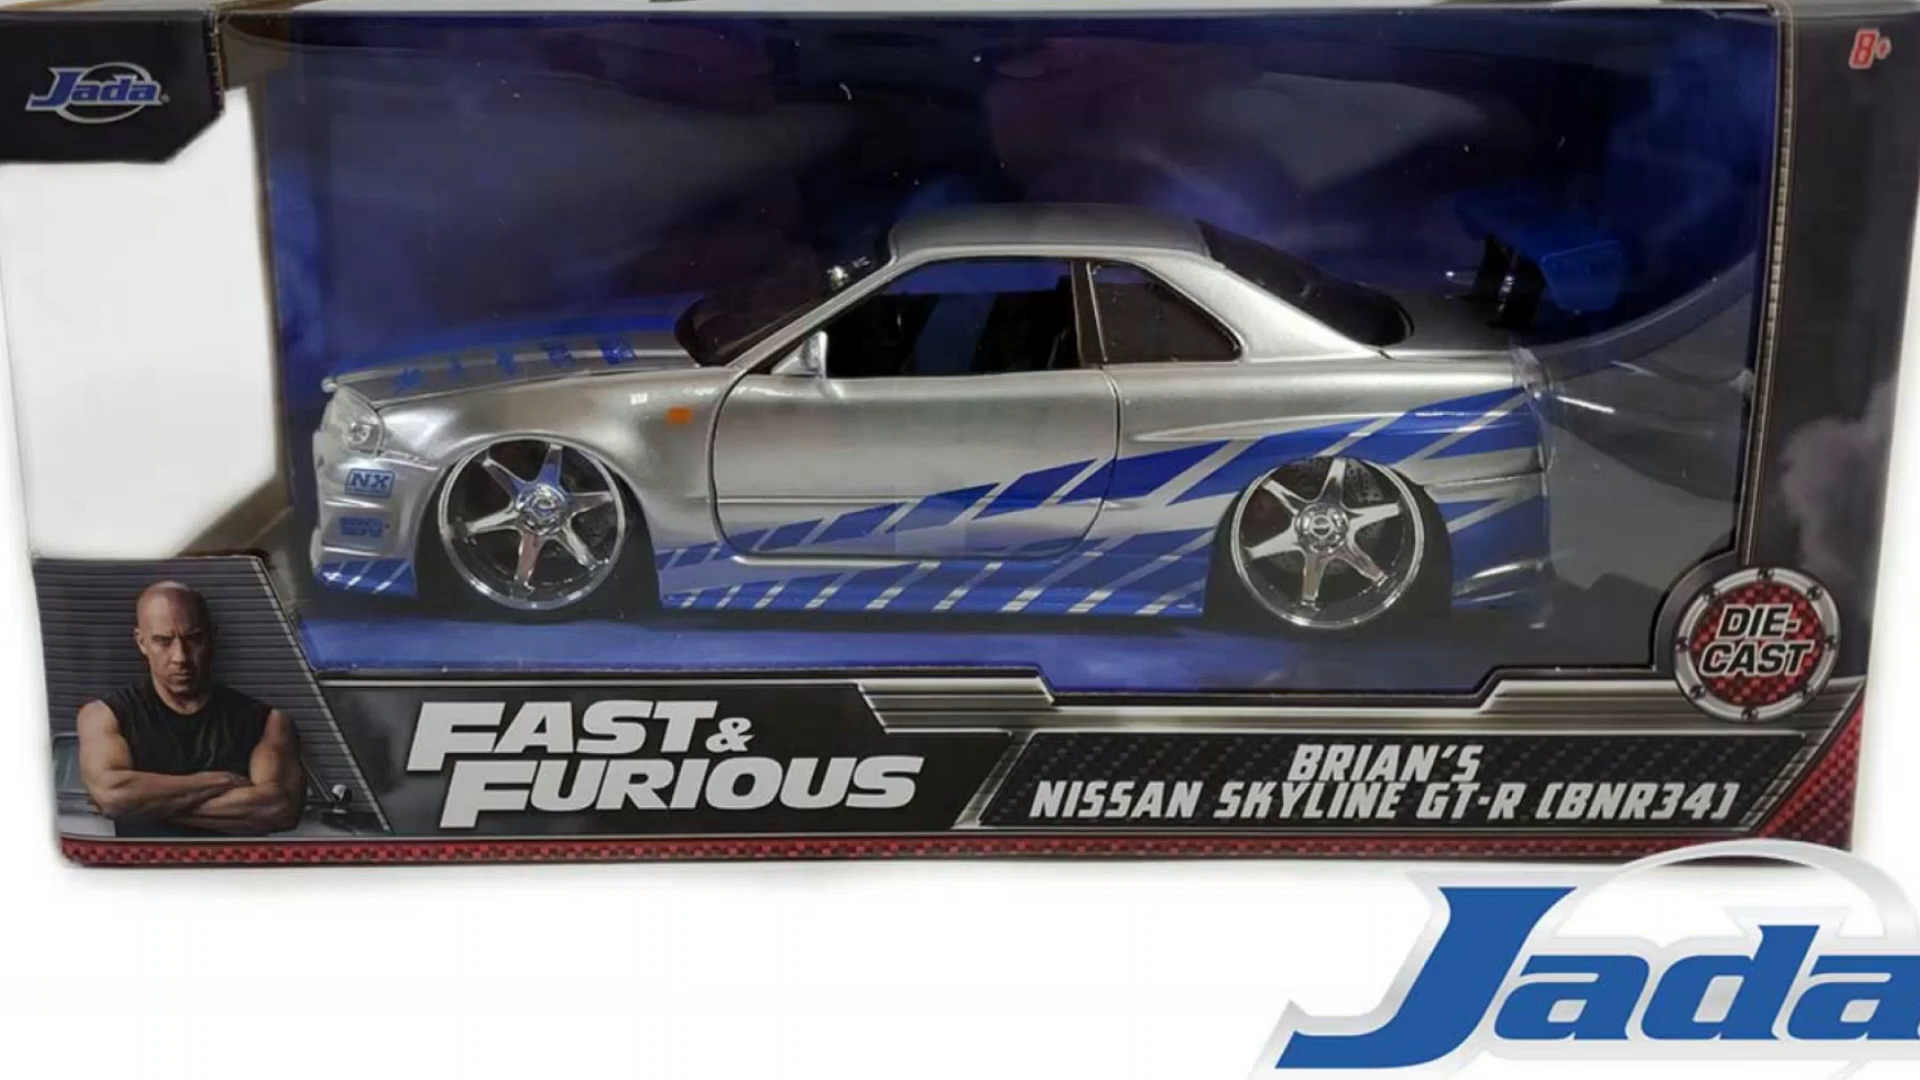 Jada
8+
NX
DIE-
CAST
FAST &
FURIOUS
BRIAN'S
NISSAN SKYLINE GT-R (BNR34)
Jada